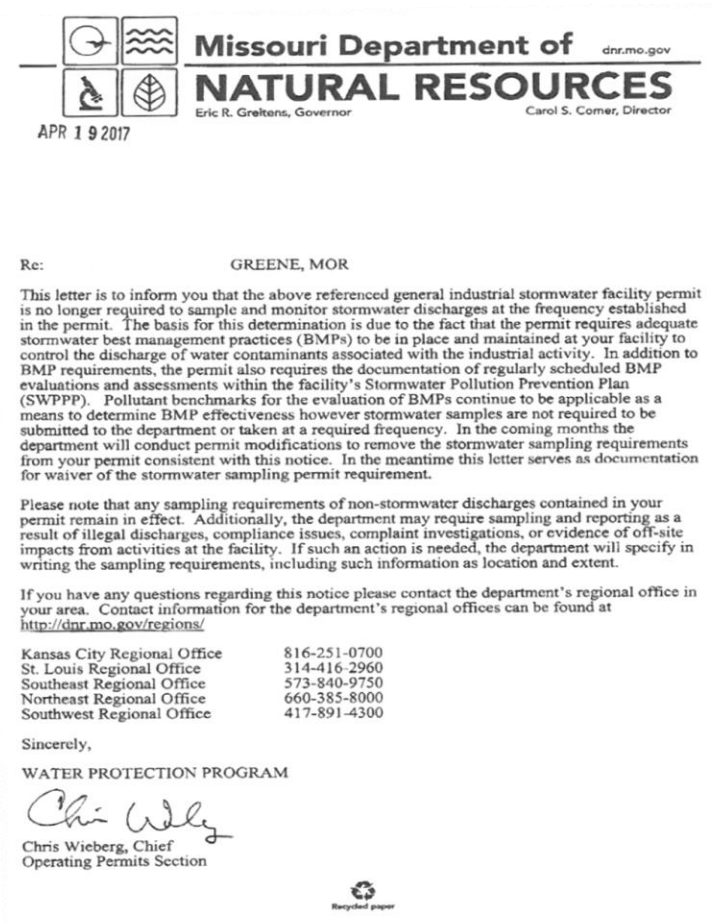 Missouri Department of dnr.mo.gov
NATURAL RESOURCES
Eric R. Greitens, Governor Carol S. Comer, Director
APR 19 2017
Re: GREENE, MOR
This letter is to inform you that the above referenced general industrial stormwater facility permit
is no longer required to sample and monitor stormwater discharges at the frequency established
in the permit. The basis for this determination is due to the fact that the permit requires adequate
stormwater best management practices (BMPs) to be in place and maintained at your facility to
control the discharge of water contaminants associated with the industrial activity. In addition to
BMP requirements, the permit also requires the documentation of regularly scheduled BMP
evaluations and assessments within the facility's Stormwater Pollution Prevention Plan
(SWPPP). Pollutant benchmarks for the evaluation of BMPs continue to be applicable as a
means to determine BMP effectiveness however stormwater samples are not required to be
submitted to the department or taken at a required frequency. In the coming months the
department will conduct permit modifications to remove the stormwater sampling requirements
from your permit consistent with this notice. In the meantime this letter serves as documentation
for waiver of the stormwater sampling permit requirement.
Please note that any sampling requirements of non-stormwater discharges contained in your
permit remain in effect. Additionally, the department may require sampling and reporting as a
result of illegal discharges, compliance issues, complaint investigations, or evidence of off-site
impacts from activities at the facility. If such an action is needed, the department will specify in
writing the sampling requirements, including such information as location and extent.
If you have any questions regarding this notice please contact the department's regional office in
your area. Contact information for the department's regional offices can be found at
http://dnr.mo.gov/regions/
Kansas City Regional Office 816-251-0700
St. Louis Regional Office 314-416-2960
Southeast Regional Office 573-840-9750
Northeast Regional Office 660-385-8000
Southwest Regional Office 417-891-4300
Sincerely,
WATER PROTECTION PROGRAM
Chris Wieberg, Chief
Operating Permits Section
Recycled paper